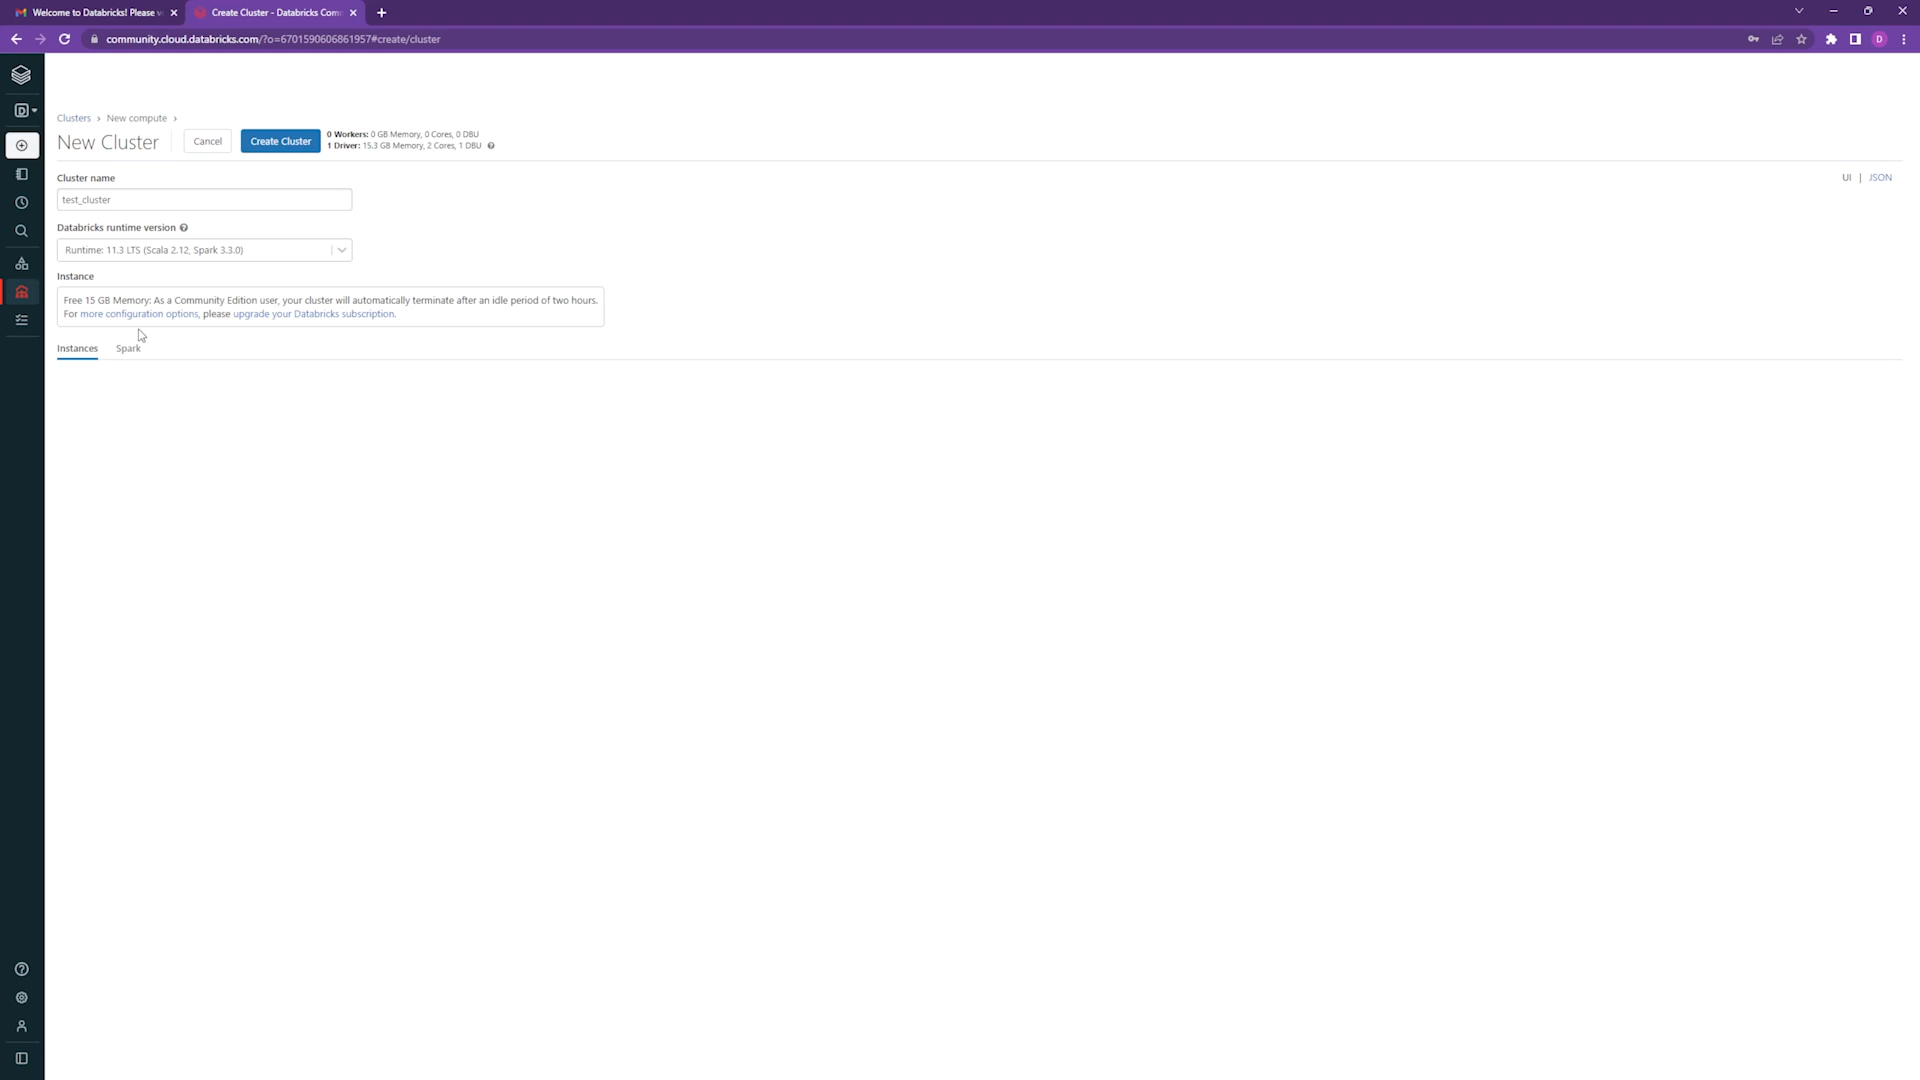 Welcome to Databricks! Please v
Create Cluster - Databricks Com
community.cloud.databricks.com/?o=6701590606861957#create/cluster
D
D
Clusters › New compute ›
New Cluster
Cancel
Create Cluster
0 Workers: 0 GB Memory, 0 Cores, 0 DBU
1 Driver: 15.3 GB Memory, 2 Cores, 1 DBU
Cluster name
UI | JSON
test_cluster
Databricks runtime version
Runtime: 11.3 LTS (Scala 2.12, Spark 3.3.0)
Instance
Free 15 GB Memory: As a Community Edition user, your cluster will automatically terminate after an idle period of two hours.
For more configuration options, please upgrade your Databricks subscription.
Instances Spark